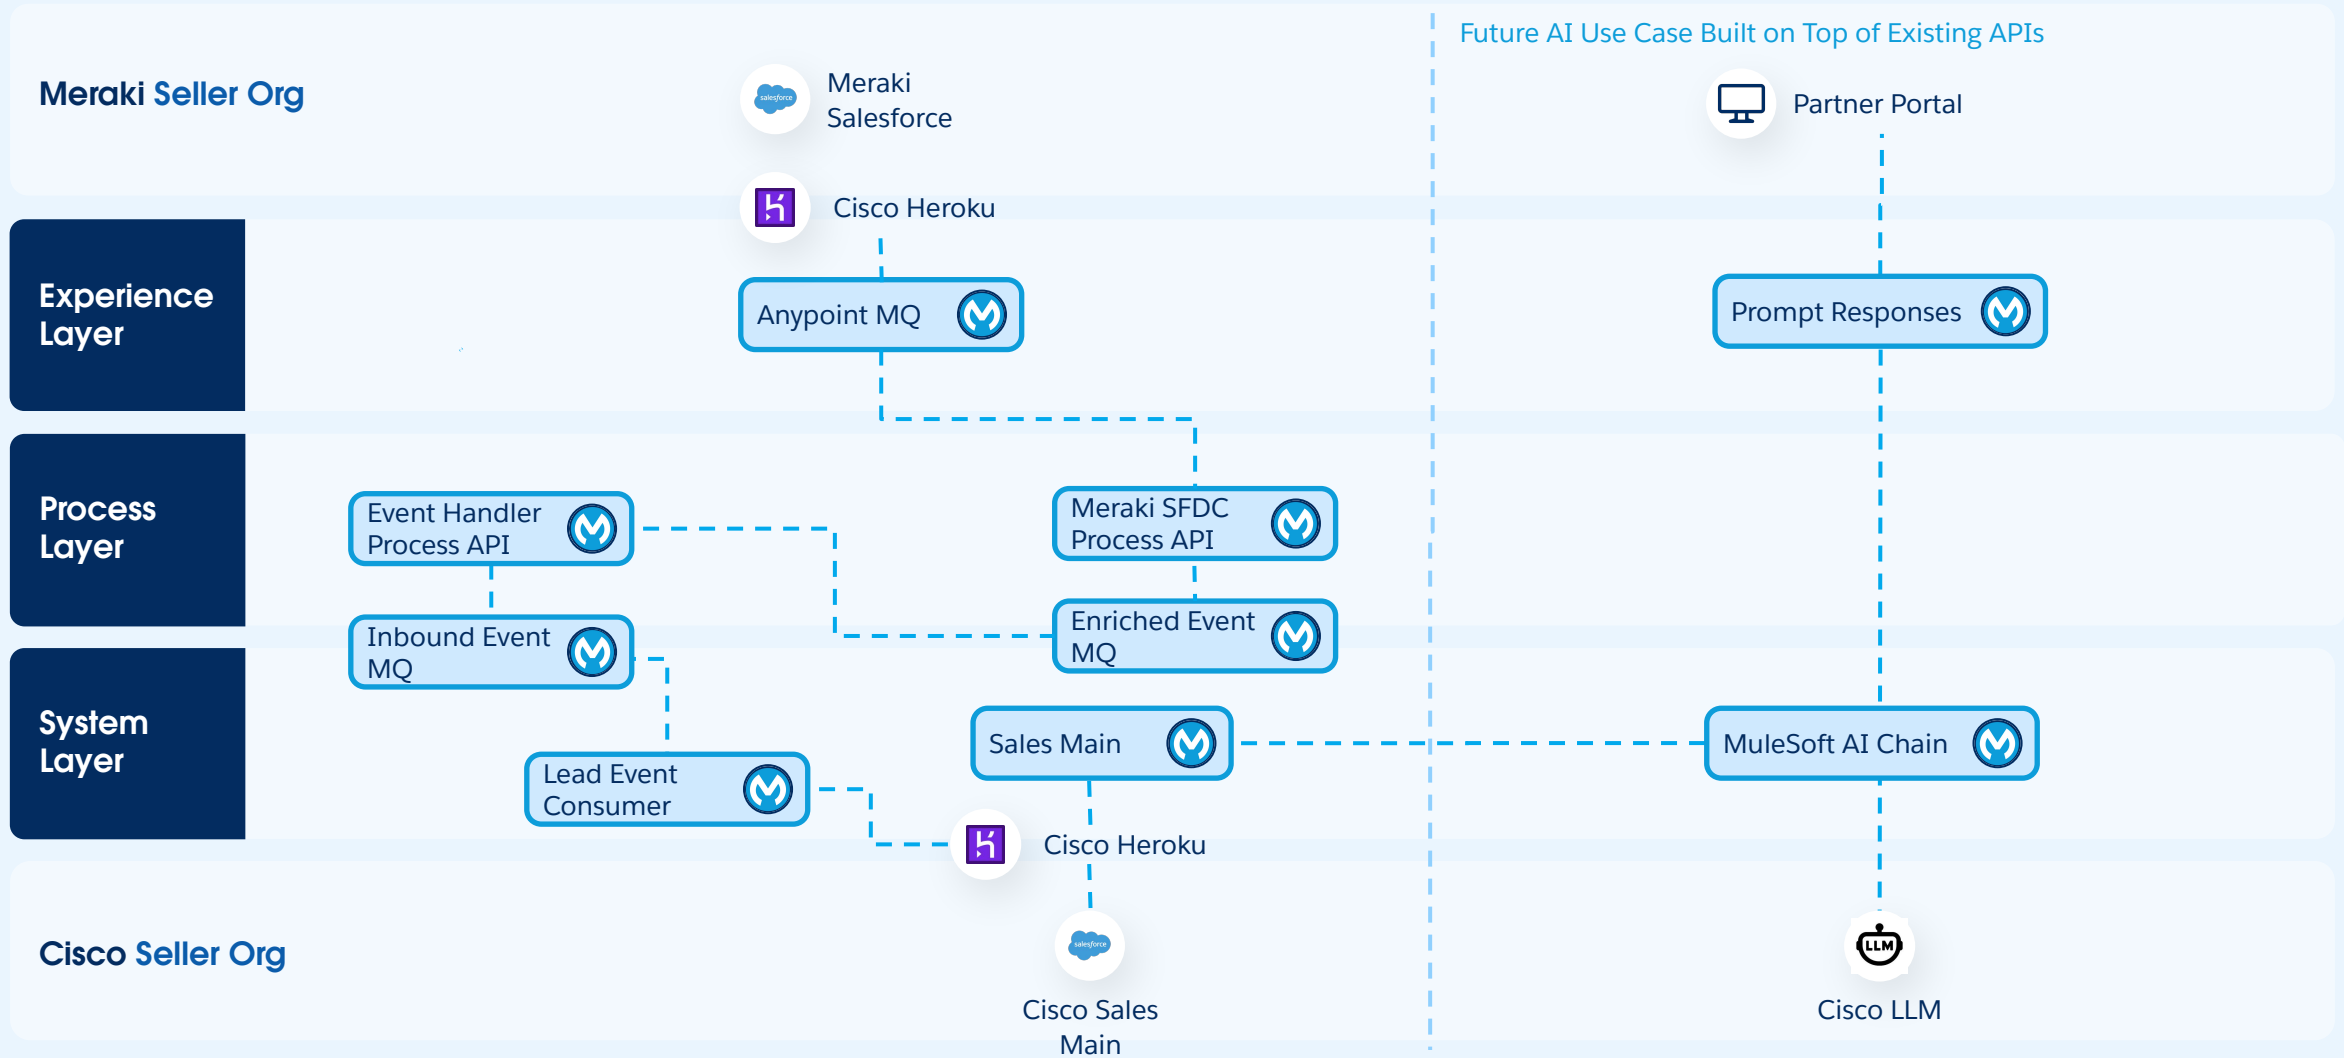 Future AI Use Case Built on Top of Existing APIs
Meraki Seller Org
salesforce
Meraki
Salesforce
Partner Portal
Cisco Heroku
Experience
Layer
Anypoint MQ
Prompt Responses
Process
Layer
Event Handler
Process API
Meraki SFDC
Process API
Inbound Event
MQ
Enriched Event
MQ
System
Layer
Sales Main
MuleSoft AI Chain
Lead Event
Consumer
Cisco Heroku
Cisco Seller Org
salesforce
LLM
Cisco Sales
Main
Cisco LLM